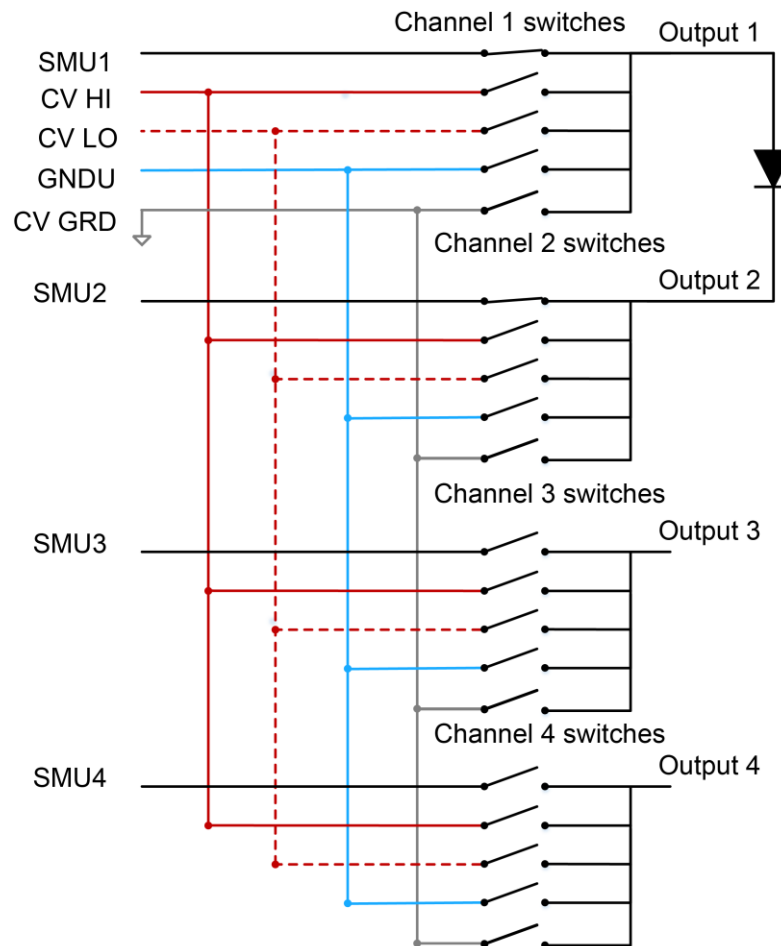 Channel 1 switches
Output 1
SMU1
CV HI
CV LO
GNDU
CV GRD
Channel 2 switches
SMU2
Output 2
Channel 3 switches
SMU3
Output 3
Channel 4 switches
SMU4
Output 4